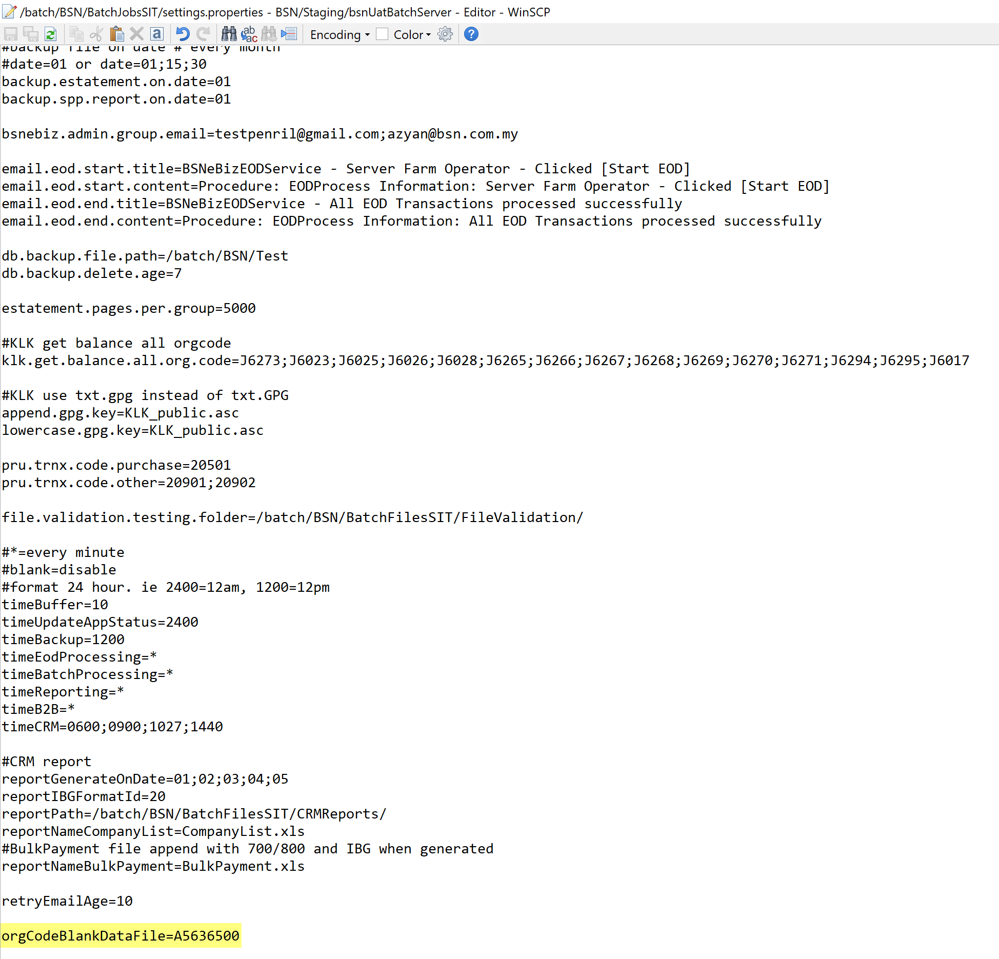 /batch/BSN/BatchJobsSIT/settings.properties - BSN/Staging/bsnUatBatchServer - Editor - WinSCP
Encoding Color
#backup file on date # every month
#date=01 or date=01;15;30
backup.estatement.on.date=01
backup.spp.report.on.date=01
bsnebiz.admin.group.email=testpenril@gmail.com;azyan@bsn.com.my
email.eod.start.title=BSNeBizEODService - Server Farm Operator - Clicked [Start EOD]
email.eod.start.content=Procedure: EODProcess Information: Server Farm Operator - Clicked [Start EOD]
email.eod.end.title=BSNeBizEODService - All EOD Transactions processed successfully
email.eod.end.content=Procedure: EODProcess Information: All EOD Transactions processed successfully
db.backup.file.path=/batch/BSN/Test
db.backup.delete.age=7
estatement.pages.per.group=5000
#KLK get balance all orgcode
klk.get.balance.all.org.code=J6273;J6023;J6025;J6026;J6028;J6265;J6266;J6267;J6268;J6269;J6270;J6271;J6294;J6295;J6017
#KLK use txt.gpg instead of txt.GPG
append.gpg.key=KLK_public.asc
lowercase.gpg.key=KLK_public.asc
pru.trnx.code.purchase=20501
pru.trnx.code.other=20901;20902
file.validation.testing.folder=/batch/BSN/BatchFilesSIT/FileValidation/
#*=every minute
#blank=disable
#format 24 hour. ie 2400=12am, 1200=12pm
timeBuffer=10
timeUpdateAppStatus=2400
timeBackup=1200
timeEodProcessing=*
timeBatchProcessing=*
timeReporting=*
timeB2B=*
timeCRM=0600;0900;1027;1440
#CRM report
reportGenerateOnDate=01;02;03;04;05
reportIBGFormatId=20
reportPath=/batch/BSN/BatchFilesSIT/CRMReports/
reportNameCompanyList=CompanyList.xls
#BulkPayment file append with 700/800 and IBG when generated
reportNameBulkPayment=BulkPayment.xls
retryEmailAge=10
orgCodeBlankDataFile=A5636500